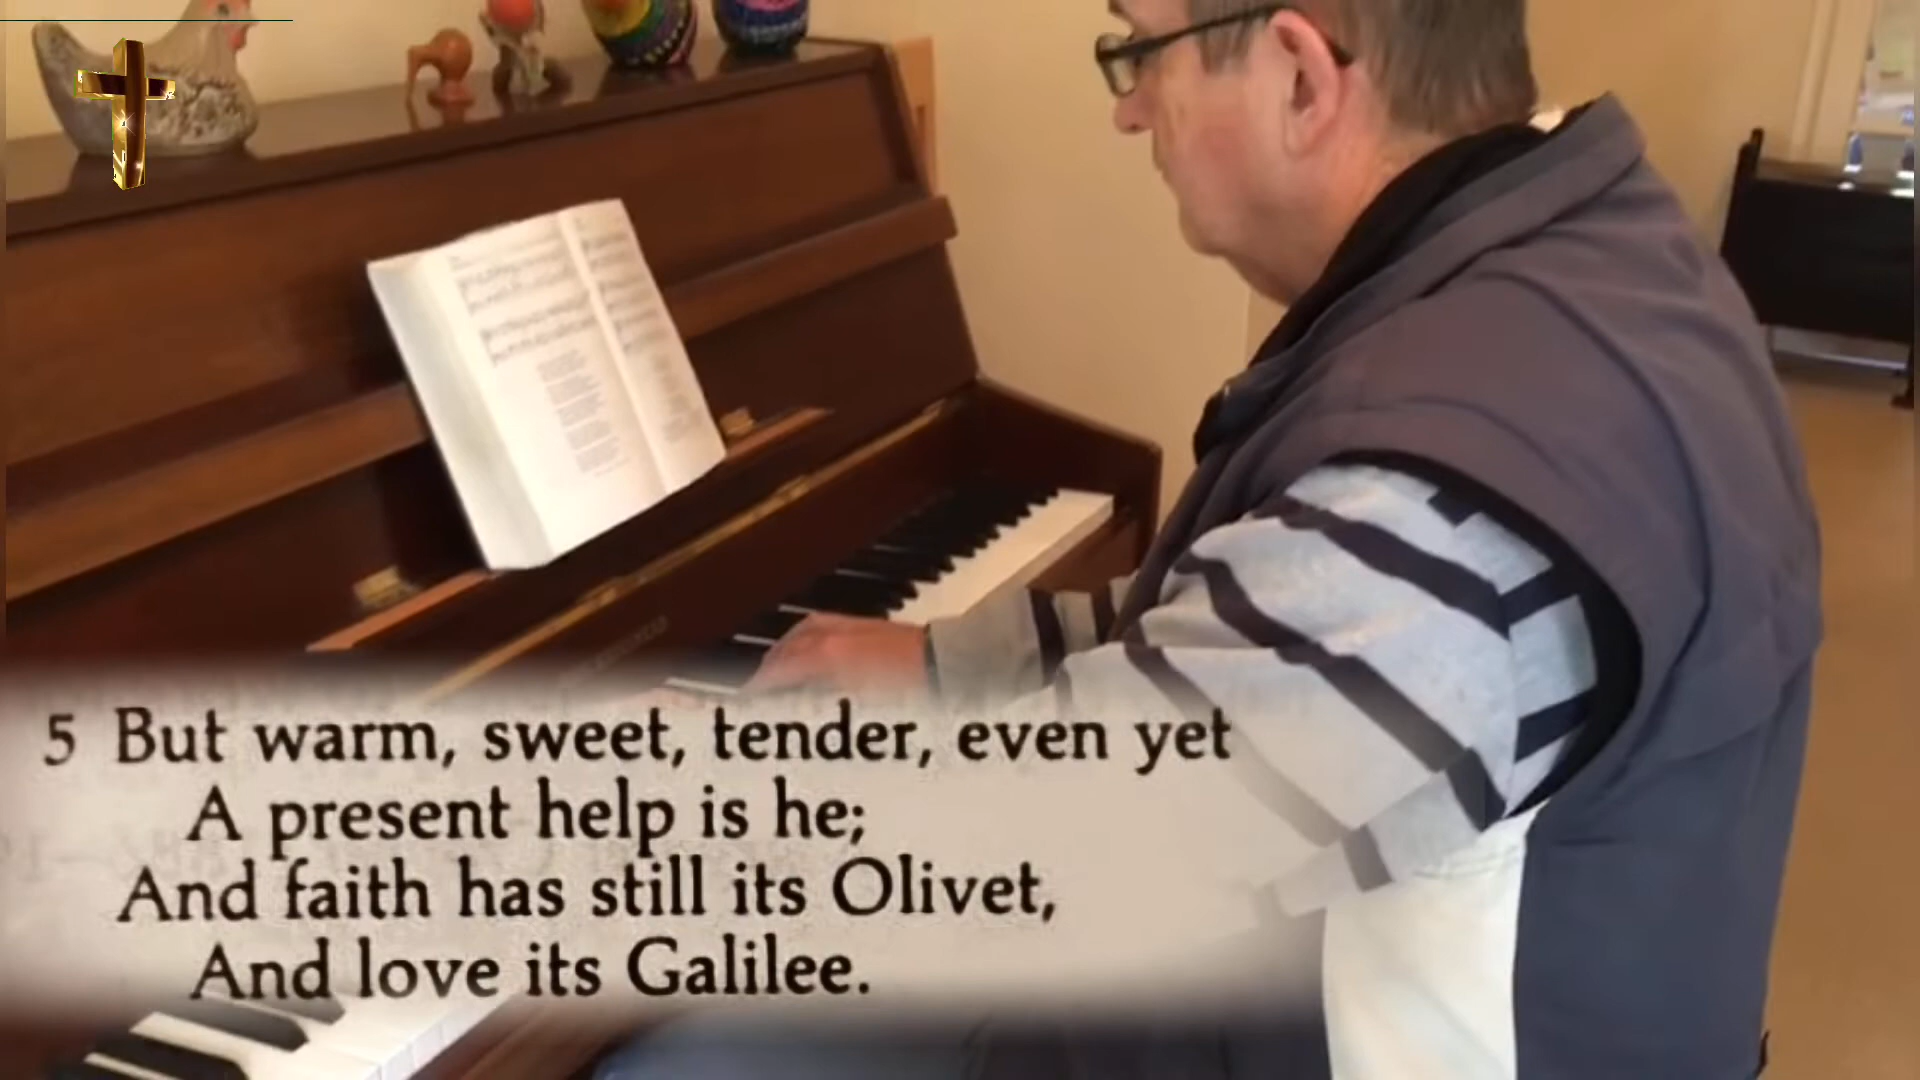 5 But warm, sweet, tender, even yet
A present help is he;
And faith has still its Olivet,
And love its Galilee.